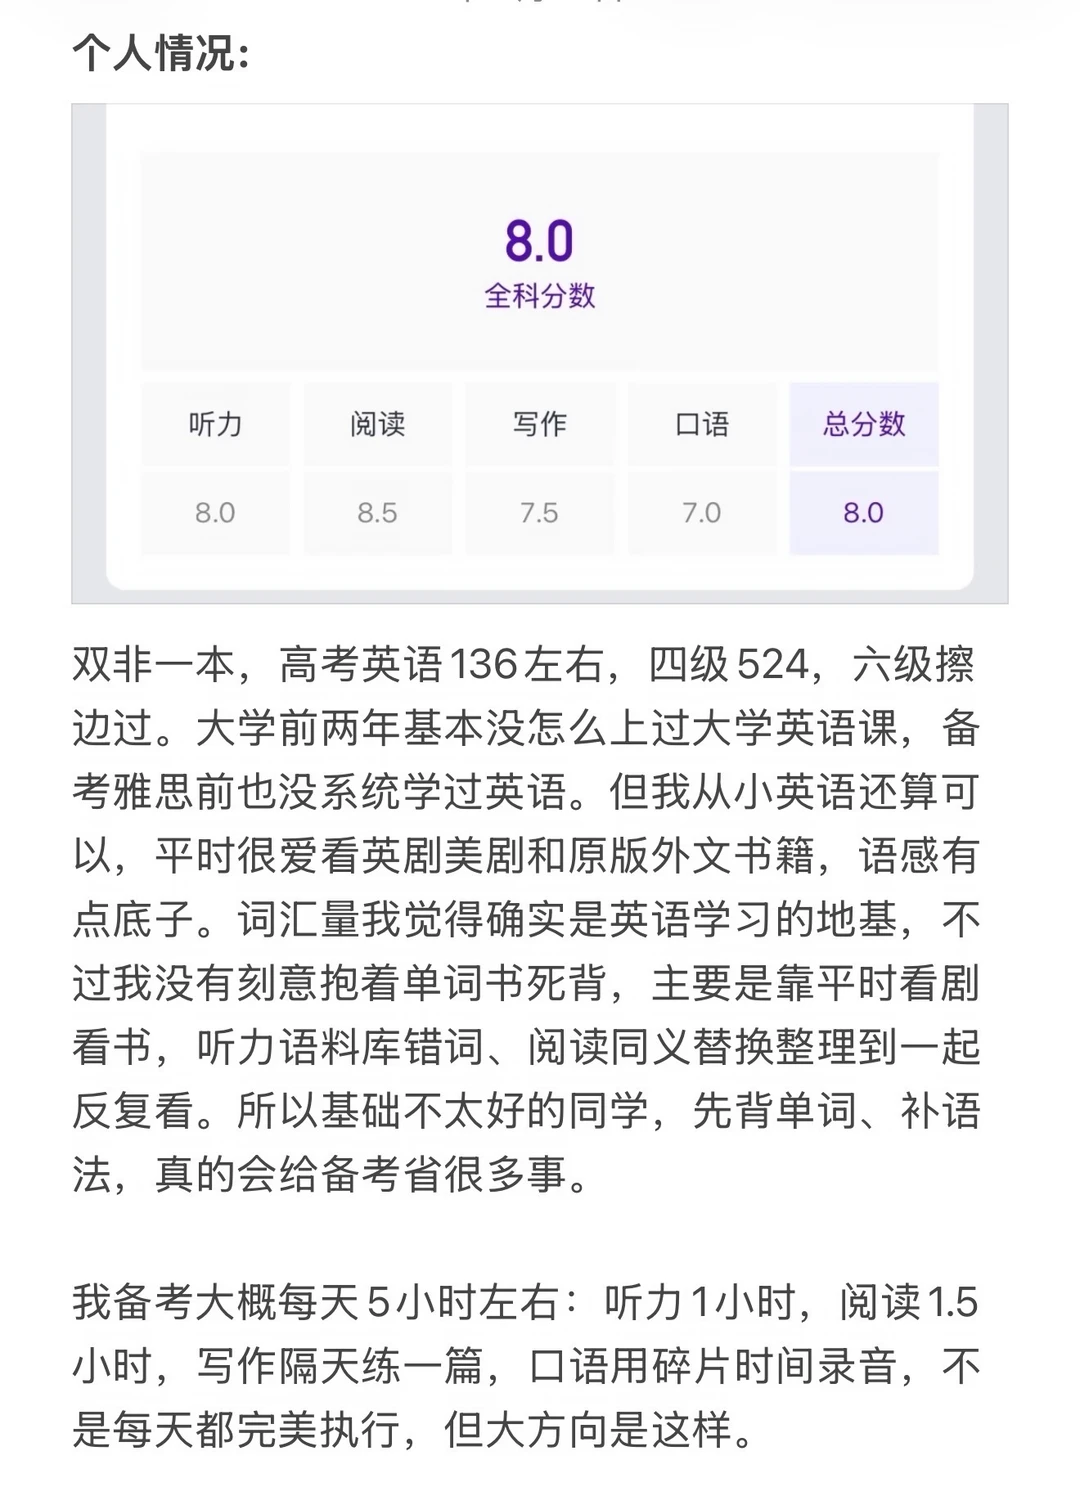 个人情况:
8.0
全科分数
听力 阅读 写作 口语 总分数
8.0 8.5 7.5 7.0 8.0
双非一本，高考英语136左右，四级524，六级擦
边过。大学前两年基本没怎么上过大学英语课，备
考雅思前也没系统学过英语。但我从小英语还算可
以，平时很爱看英剧美剧和原版外文书籍，语感有
点底子。词汇量我觉得确实是英语学习的地基，不
过我没有刻意抱着单词书死背，主要是靠平时看剧
看书，听力语料库错词、阅读同义替换整理到一起
反复看。所以基础不太好的同学，先背单词、补语
法，真的会给备考省很多事。
我备考大概每天5小时左右：听力1小时，阅读1.5
小时，写作隔天练一篇，口语用碎片时间录音，不
是每天都完美执行，但大方向是这样。